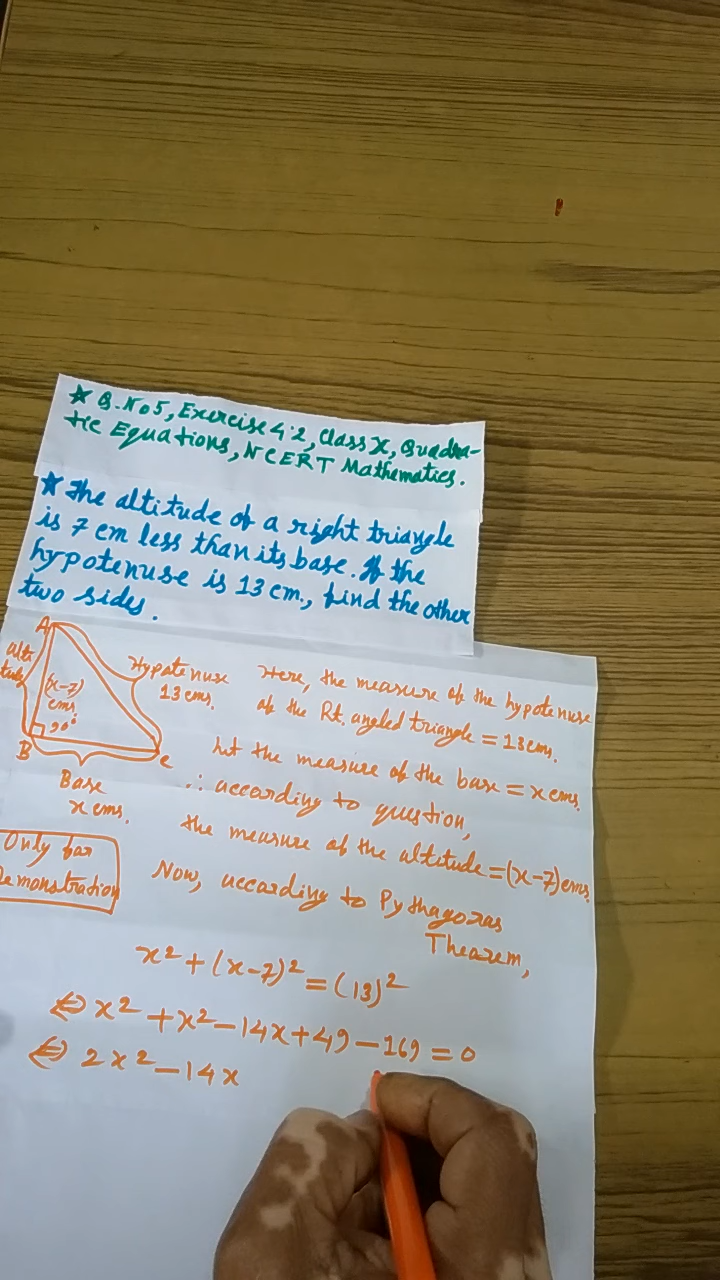 * Q. No 5, Exercise 4.2, Class X, Quadra-
tic Equations, NCERT Mathematics.
* The altitude of a right triangle
is 7 cm less than its base. If the
hypotenuse is 13 cm., find the other
two sides.
A
alti
tude
(x-7)
cms.
90°
B
C
Hypotenuse
13 cms.
Base
x cms.
Only for
Demonstration
Here, the measure of the hypotenuse
of the Rt. angled triangle = 13 cms.
Let the measure of the base = x cms.
∴ according to question,
the measure of the altitude = (x-7) cms.
Now, according to Pythagoras
Theorem,
x² + (x-7)² = (13)²
⇔ x² + x² - 14x + 49 - 169 = 0
⇔ 2x² - 14x